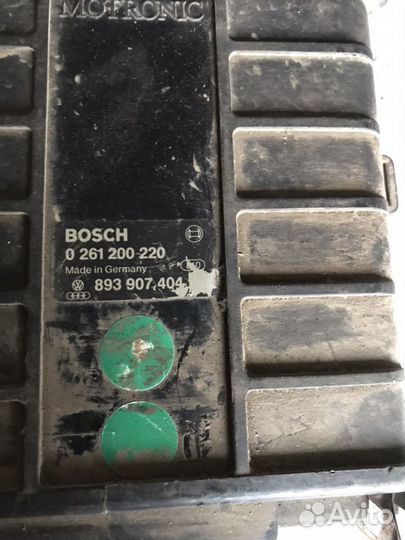 MOTRONIC
BOSCH
0 261 200 220
Made in Germany
893 907 404
Avito